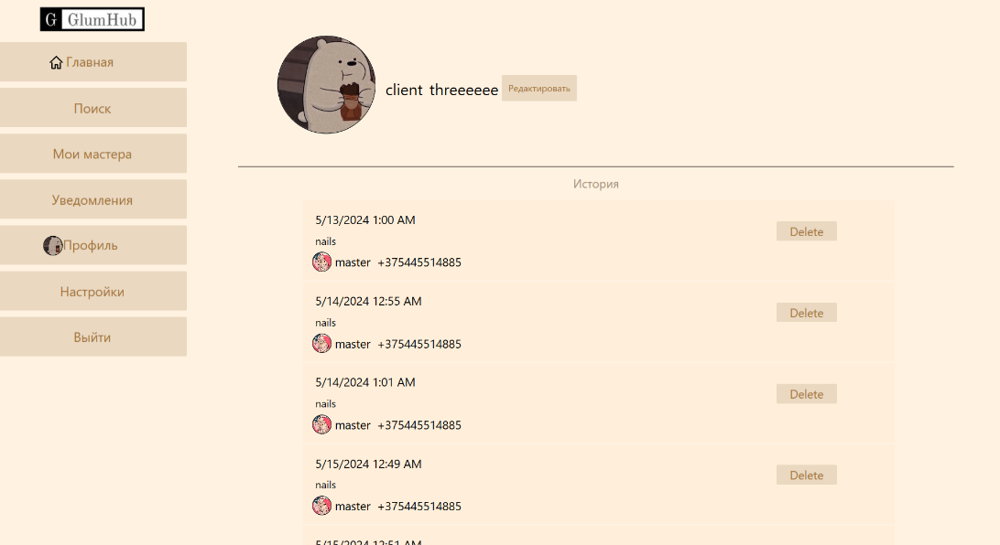 G GlumHub
Главная
Поиск
Мои мастера
Уведомления
Профиль
Настройки
Выйти
client threeeeee Редактировать
История
5/13/2024 1:00 AM
nails
master +375445514885
Delete
5/14/2024 12:55 AM
nails
master +375445514885
Delete
5/14/2024 1:01 AM
nails
master +375445514885
Delete
5/15/2024 12:49 AM
nails
master +375445514885
Delete
5/15/2024 12:51 AM